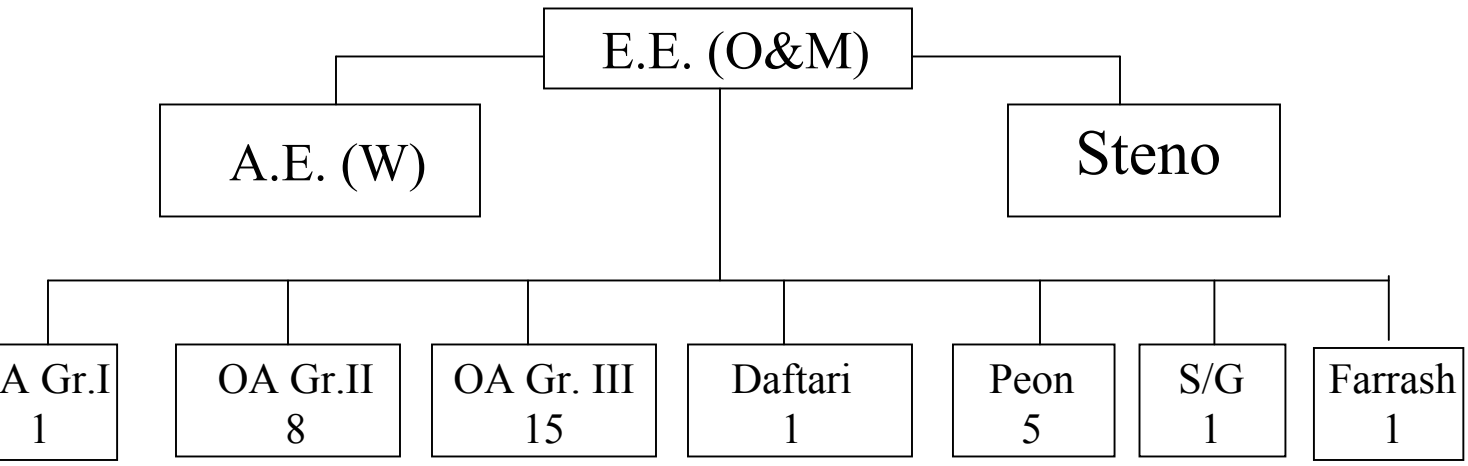 E.E. (O&M)
A.E. (W)
Steno
A Gr.I
1
OA Gr.II
8
OA Gr. III
15
Daftari
1
Peon
5
S/G
1
Farrash
1